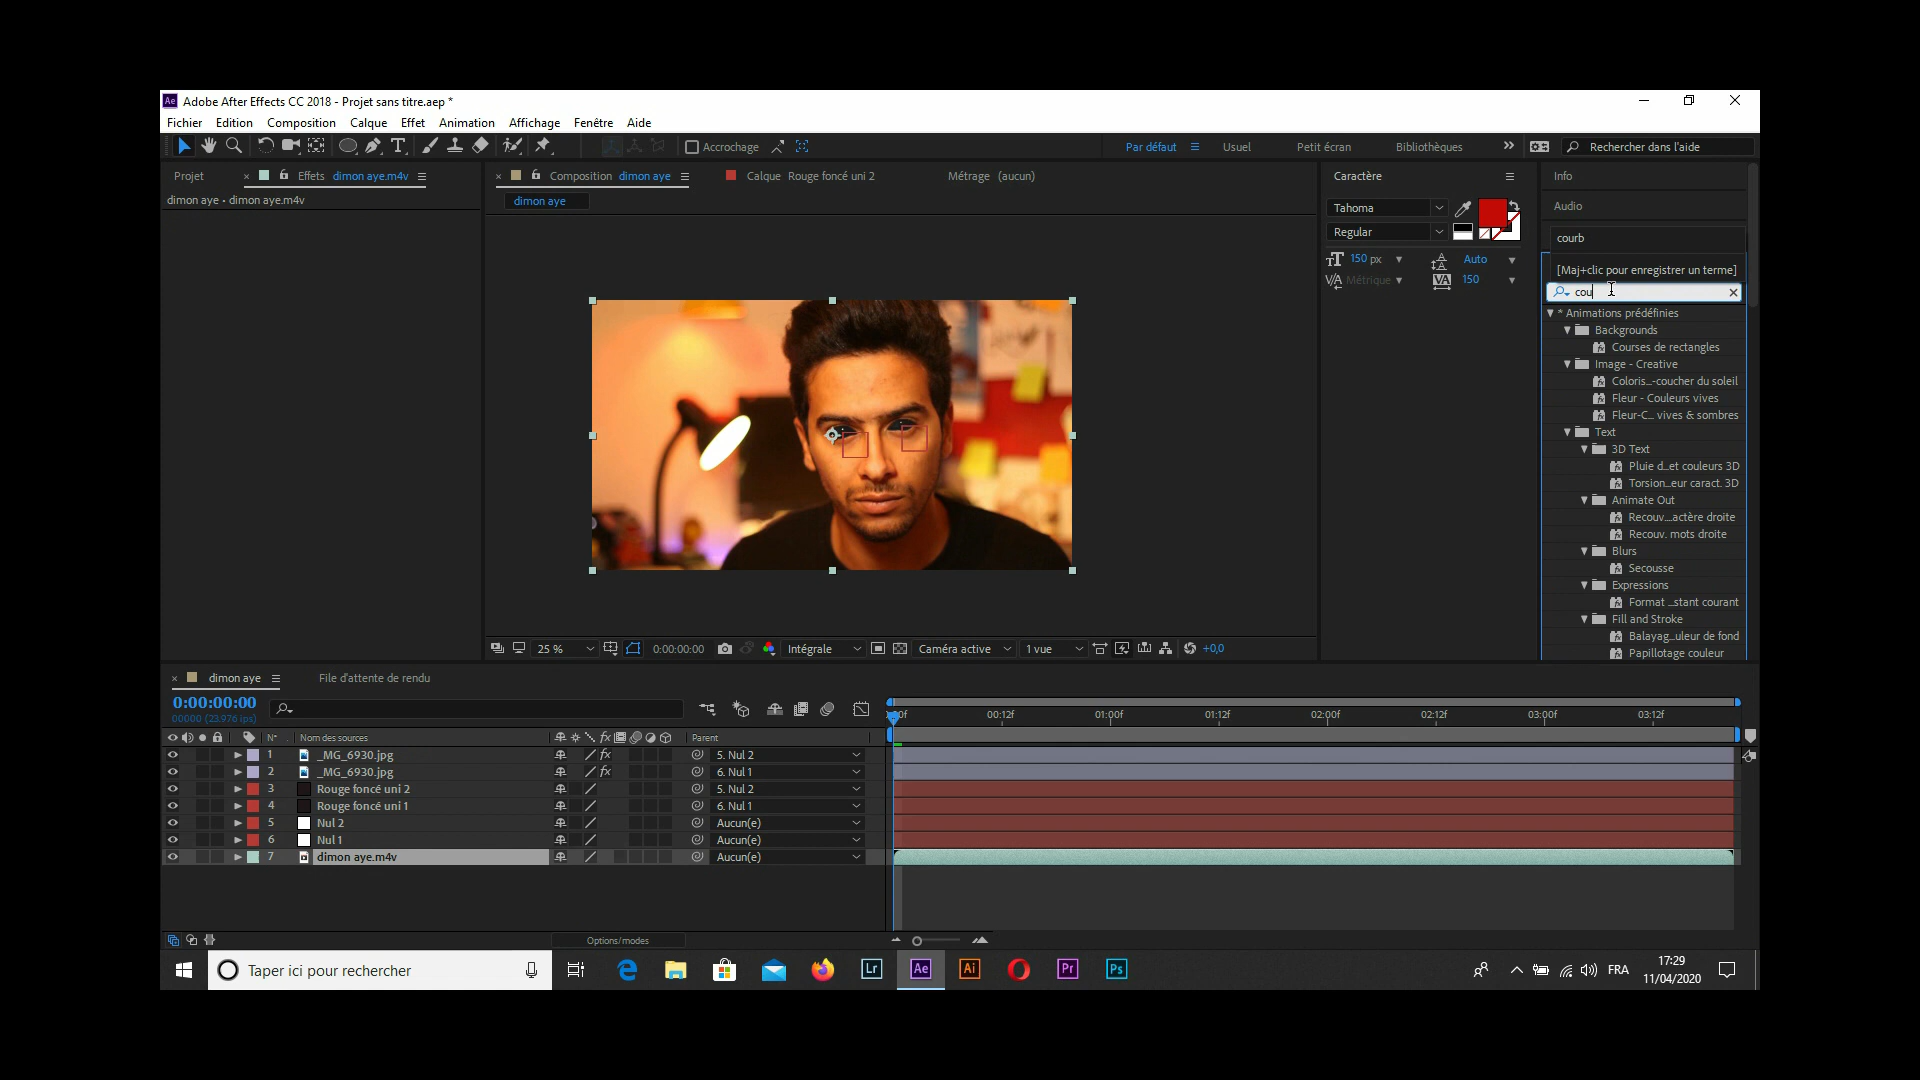 Adobe After Effects CC 2018 - Projet sans titre.aep *
Fichier Edition Composition Calque Effet Animation Affichage Fenêtre Aide
Accrochage
Par défaut Usuel Petit écran Bibliothèques Rechercher dans l'aide
Projet Effets dimon aye.m4v
dimon aye • dimon aye.m4v
Composition dimon aye Calque Rouge foncé uni 2 Métrage (aucun)
dimon aye
Caractère
Tahoma
Regular
150 px Auto
Métrique 150
Info
Audio
courb
[Maj+clic pour enregistrer un terme]
cou
* Animations prédéfinies
Backgrounds
Courses de rectangles
Image - Creative
Coloris...-coucher du soleil
Fleur - Couleurs vives
Fleur-C... vives & sombres
Text
3D Text
Pluie d...et couleurs 3D
Torsion...eur caract. 3D
Animate Out
Recouv....actère droite
Recouv. mots droite
Blurs
Secousse
Expressions
Format ...stant courant
Fill and Stroke
Balayag...uleur de fond
Papillotage couleur
25 % 0:00:00:00 Intégrale Caméra active 1 vue +0,0
dimon aye File d'attente de rendu
0:00:00:00
00000 (23.976 ips)
00:12f 01:00f 01:12f 02:00f 02:12f 03:00f 03:12f
N° Nom des sources Parent
1 _MG_6930.jpg 5. Nul 2
2 _MG_6930.jpg 6. Nul 1
3 Rouge foncé uni 2 5. Nul 2
4 Rouge foncé uni 1 6. Nul 1
5 Nul 2 Aucun(e)
6 Nul 1 Aucun(e)
7 dimon aye.m4v Aucun(e)
Options/modes
Taper ici pour rechercher
Lr Ae Ai Pr Ps
FRA
17:29
11/04/2020